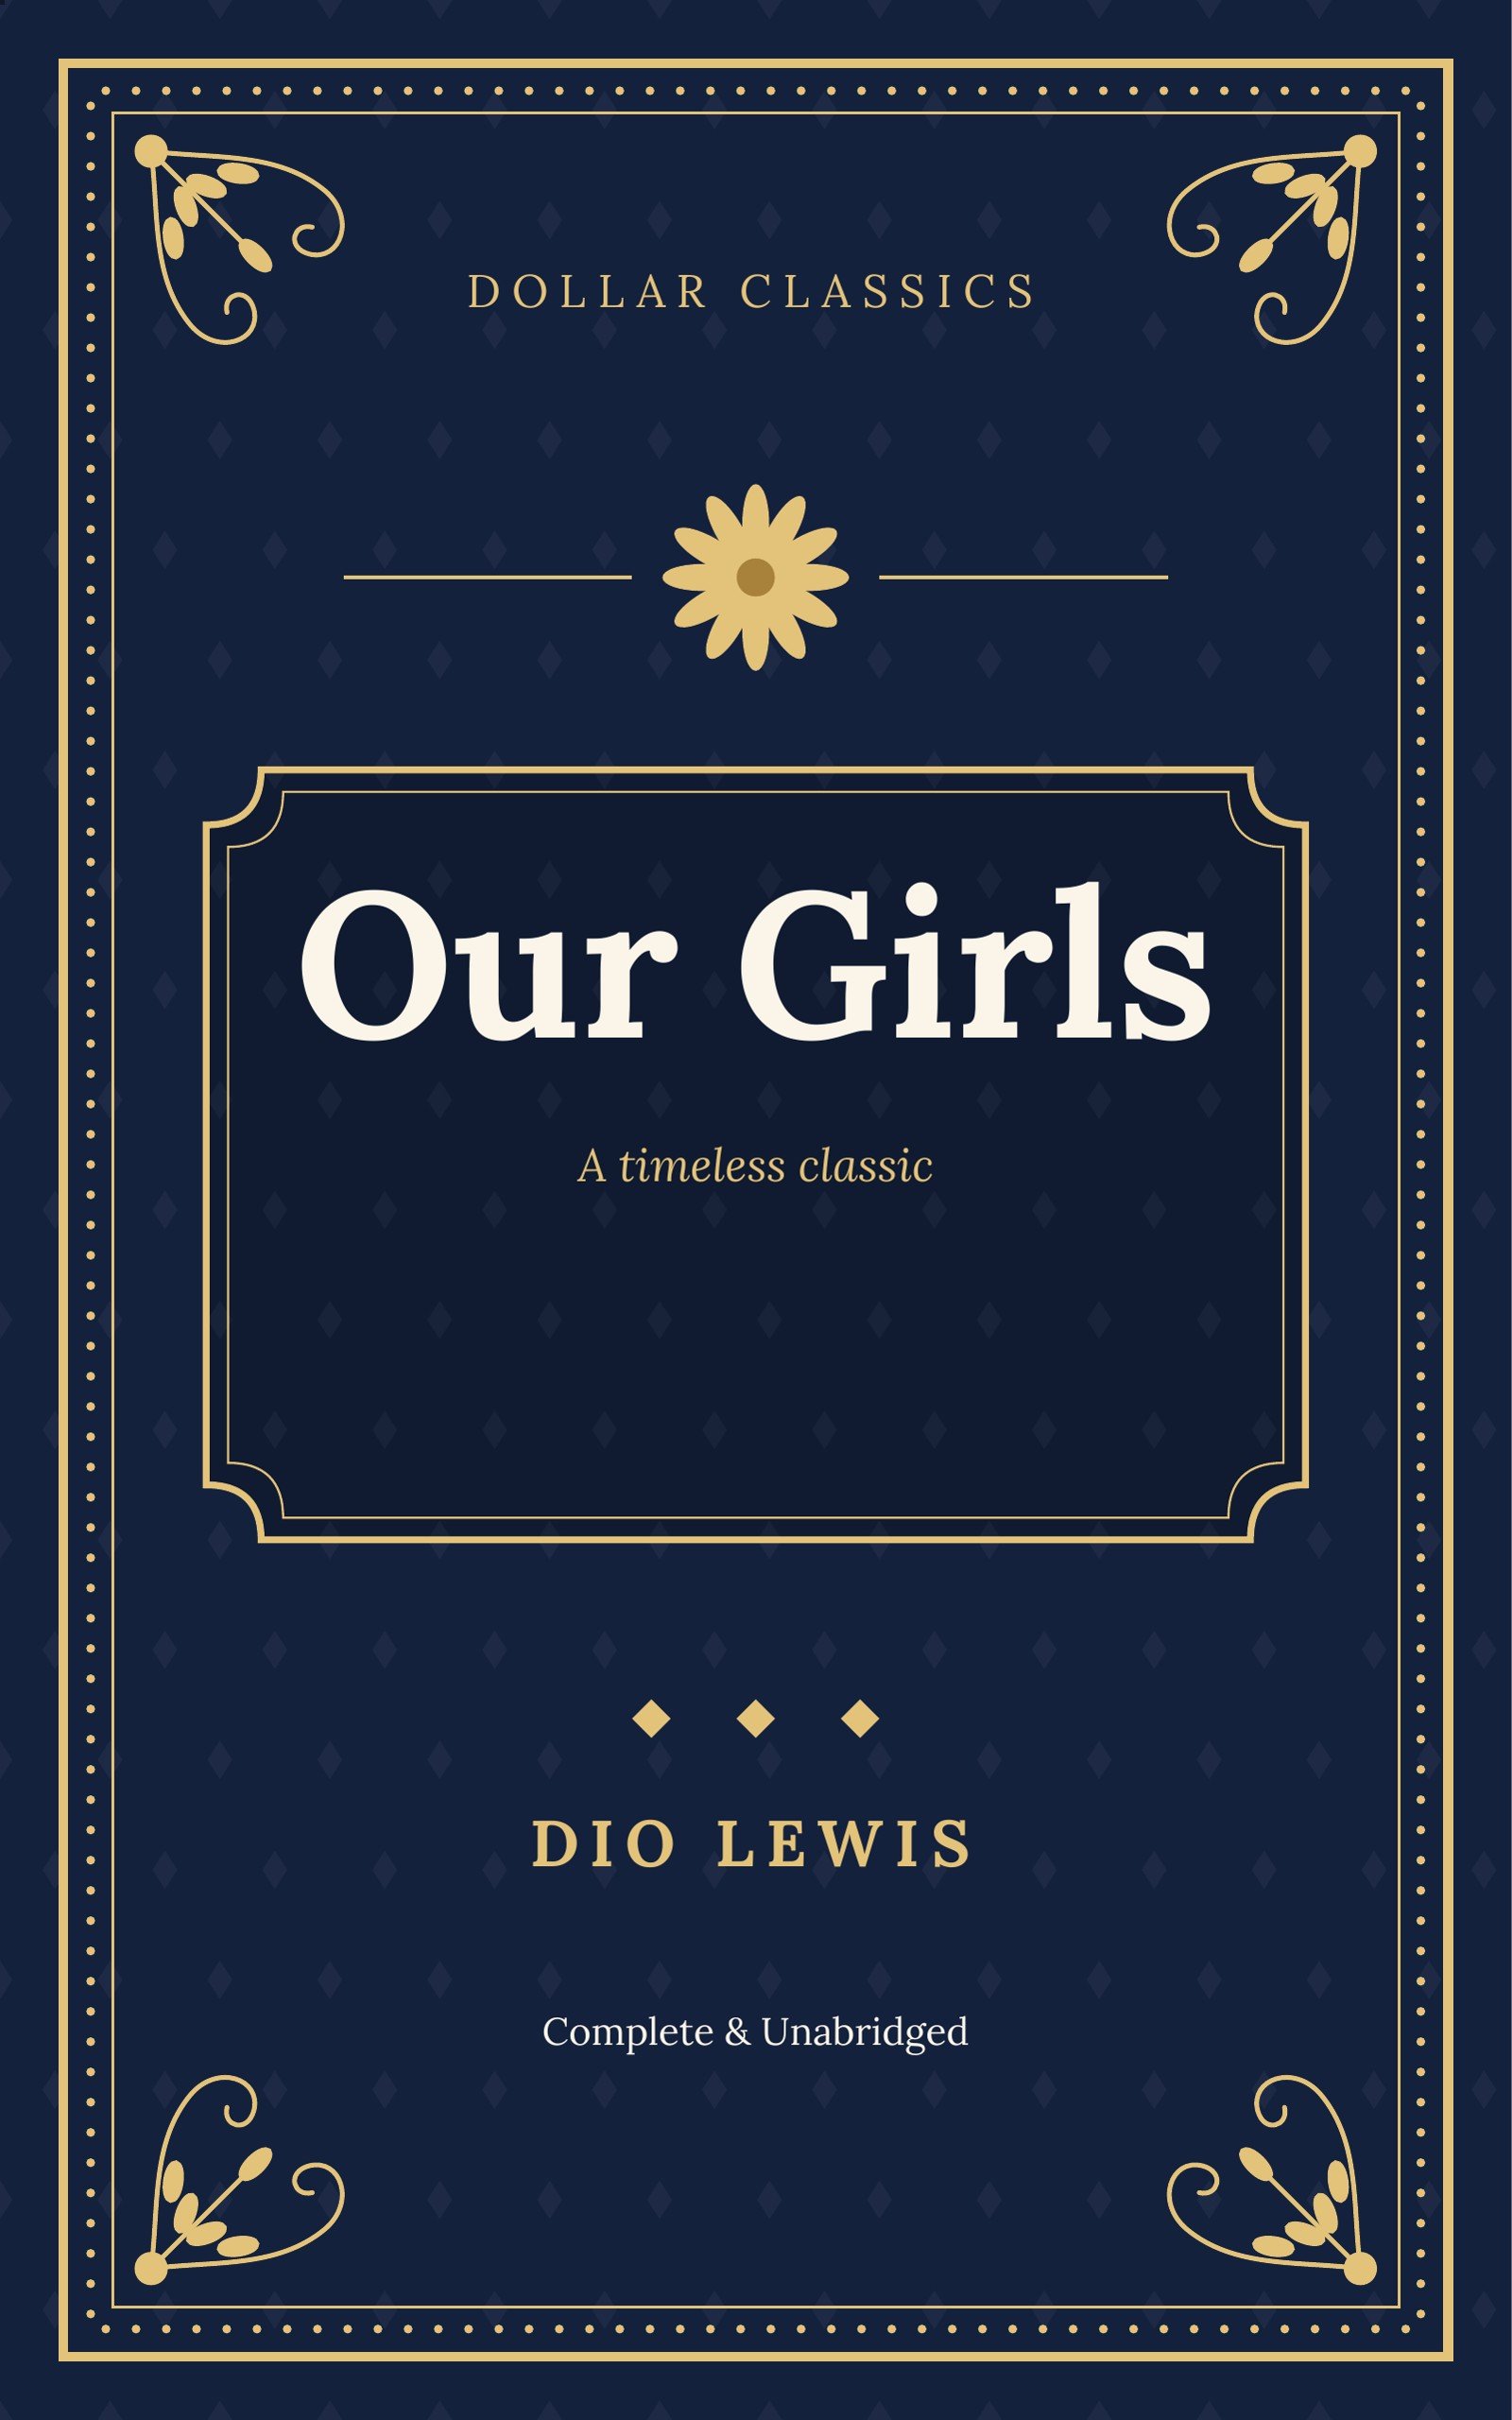 DOLLAR CLASSICS
Our Girls
A timeless classic
DIO LEWIS
Complete & Unabridged